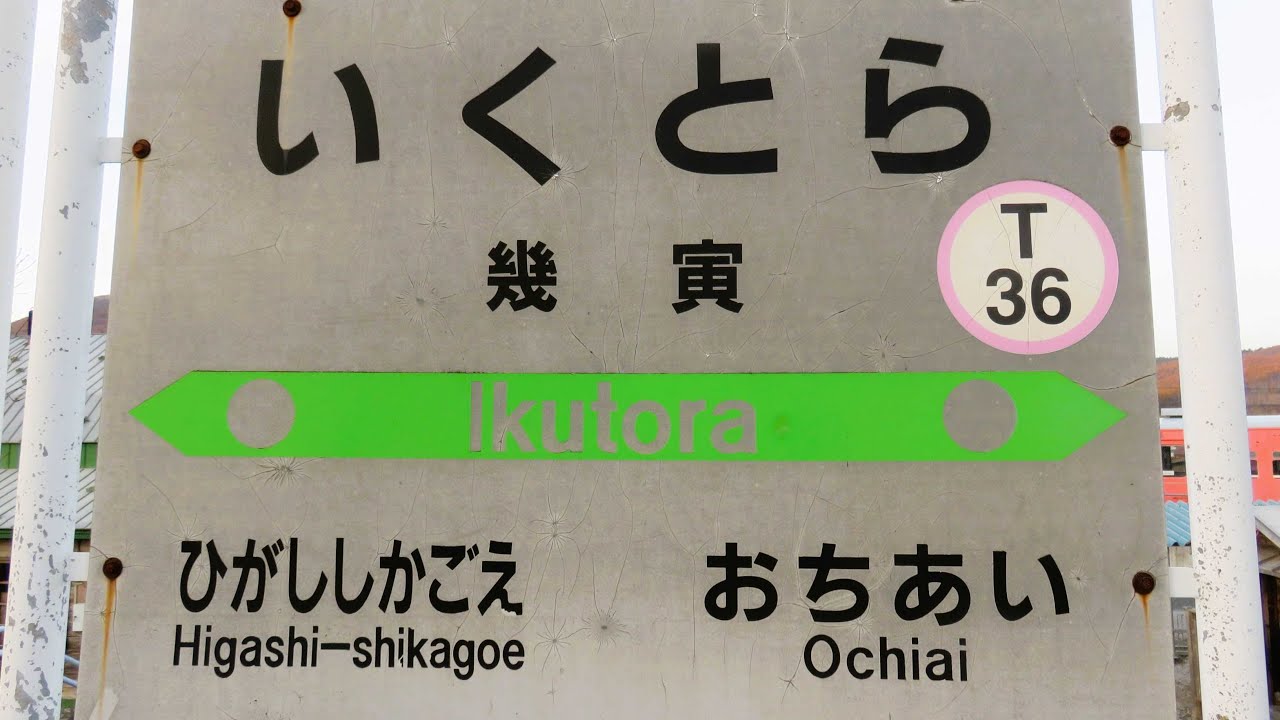 いくとら
幾寅
T
36
Ikutora
ひがししかごえ
Higashi-shikagoe
おちあい
Ochiai